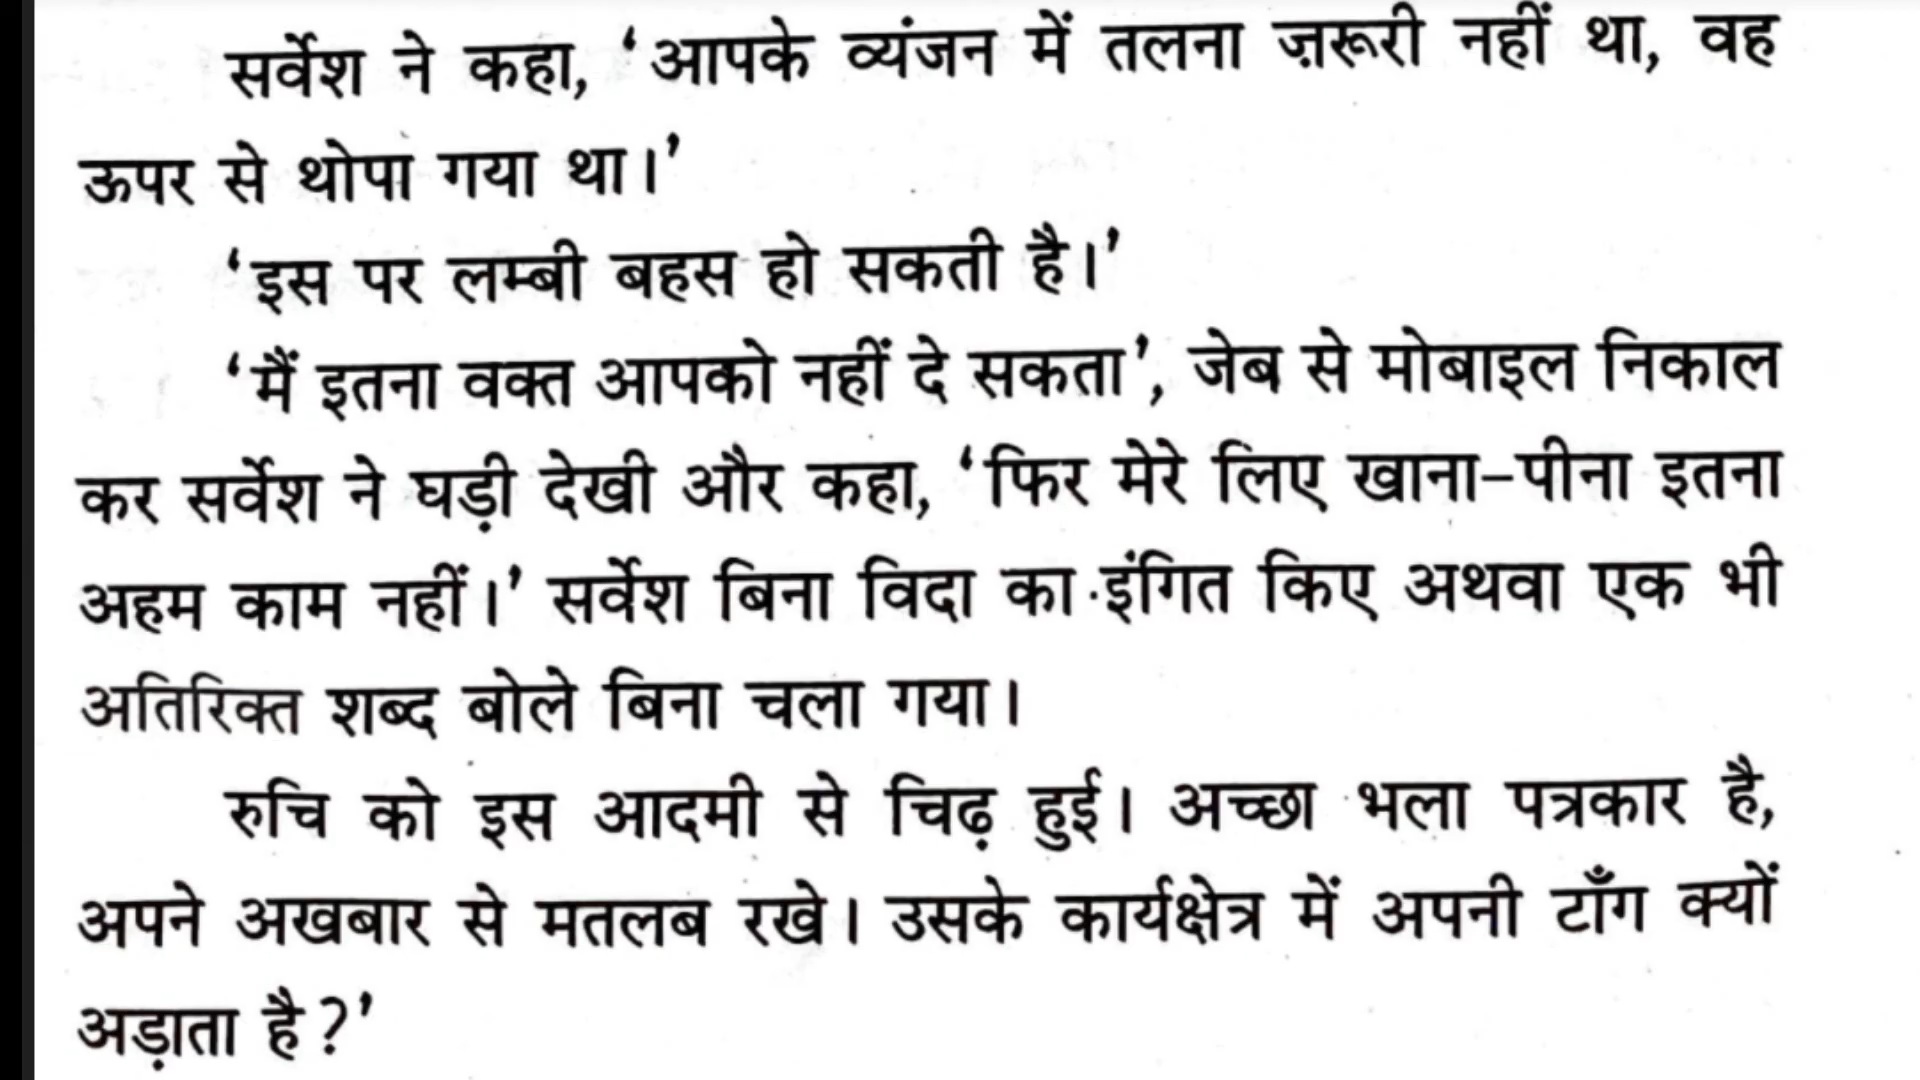 सर्वेश ने कहा, ‘आपके व्यंजन में तलना ज़रूरी नहीं था, वह
ऊपर से थोपा गया था।’
‘इस पर लम्बी बहस हो सकती है।’
‘मैं इतना वक्त आपको नहीं दे सकता’, जेब से मोबाइल निकाल
कर सर्वेश ने घड़ी देखी और कहा, ‘फिर मेरे लिए खाना-पीना इतना
अहम काम नहीं।’ सर्वेश बिना विदा का इंगित किए अथवा एक भी
अतिरिक्त शब्द बोले बिना चला गया।
रुचि को इस आदमी से चिढ़ हुई। अच्छा भला पत्रकार है,
अपने अखबार से मतलब रखे। उसके कार्यक्षेत्र में अपनी टाँग क्यों
अड़ाता है?’